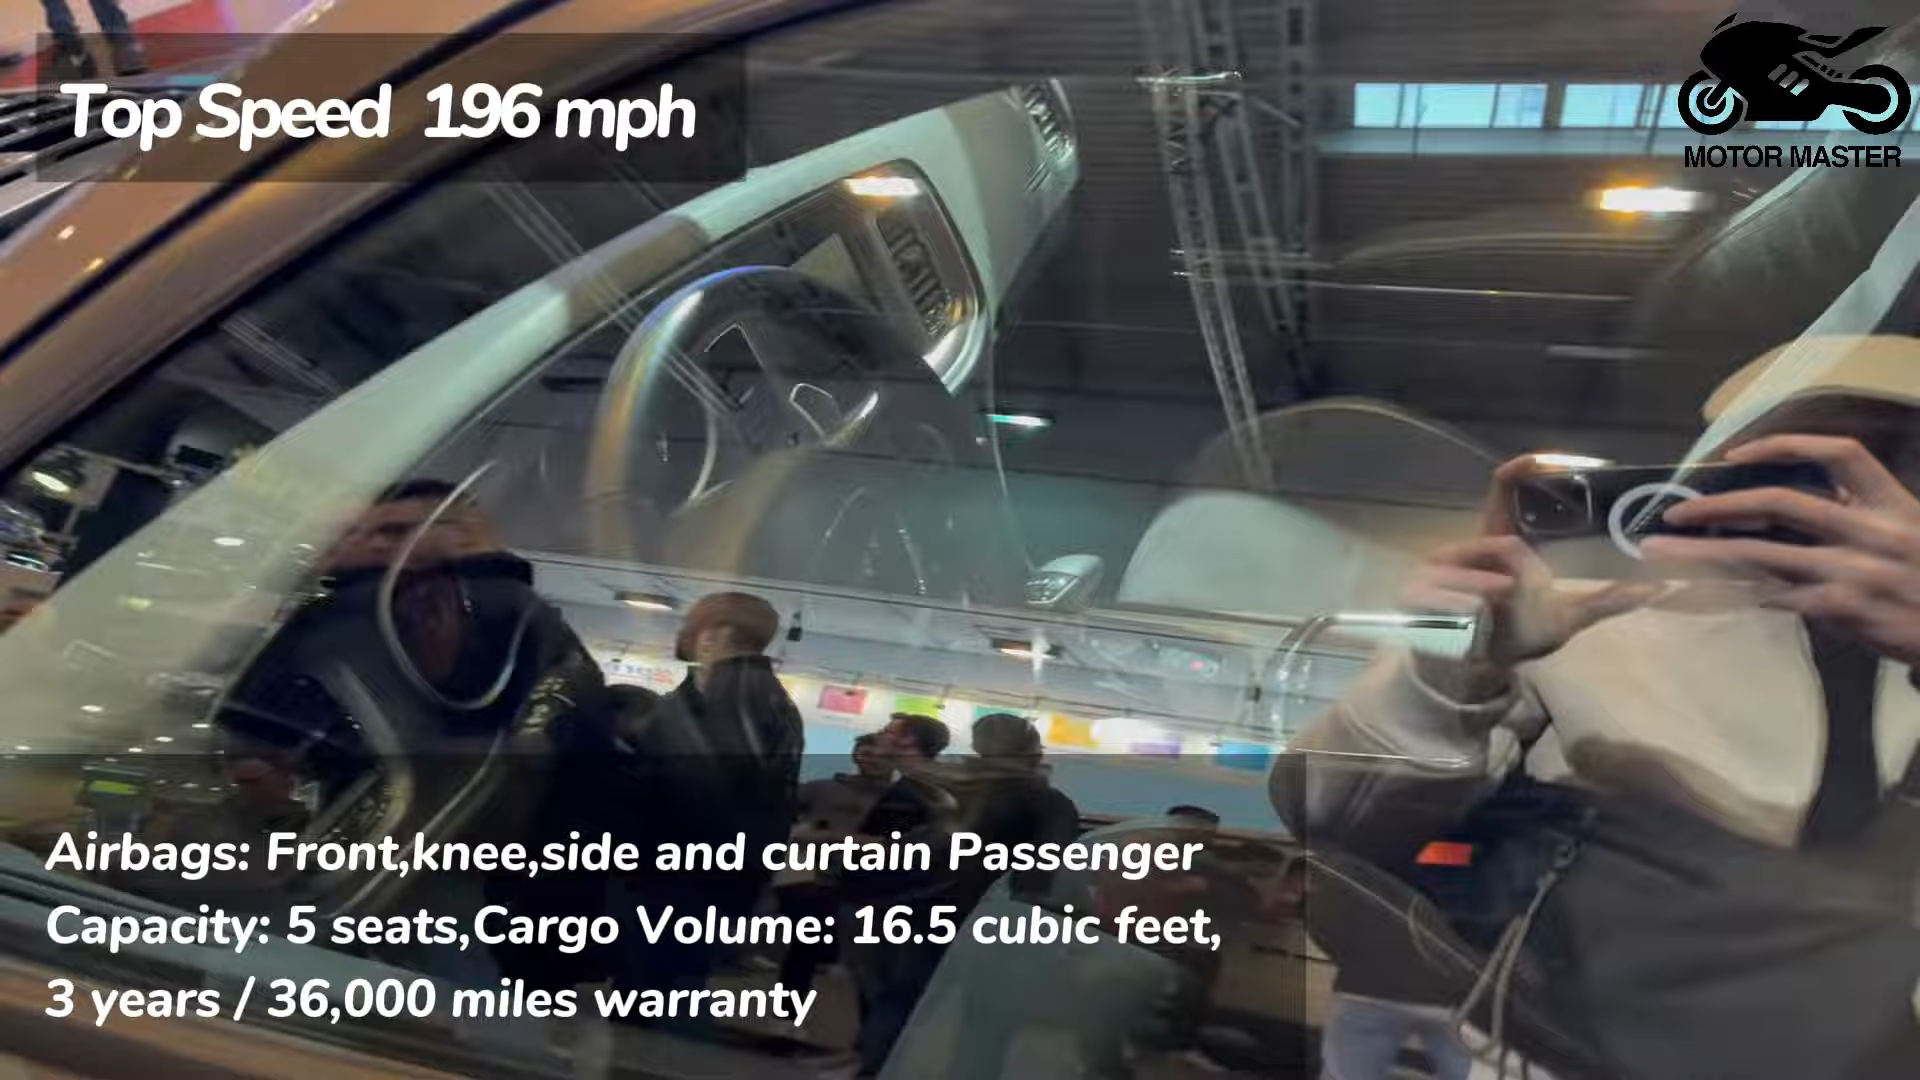 Top Speed 196 mph
MOTOR MASTER
Airbags: Front,knee,side and curtain Passenger
Capacity: 5 seats,Cargo Volume: 16.5 cubic feet,
3 years / 36,000 miles warranty